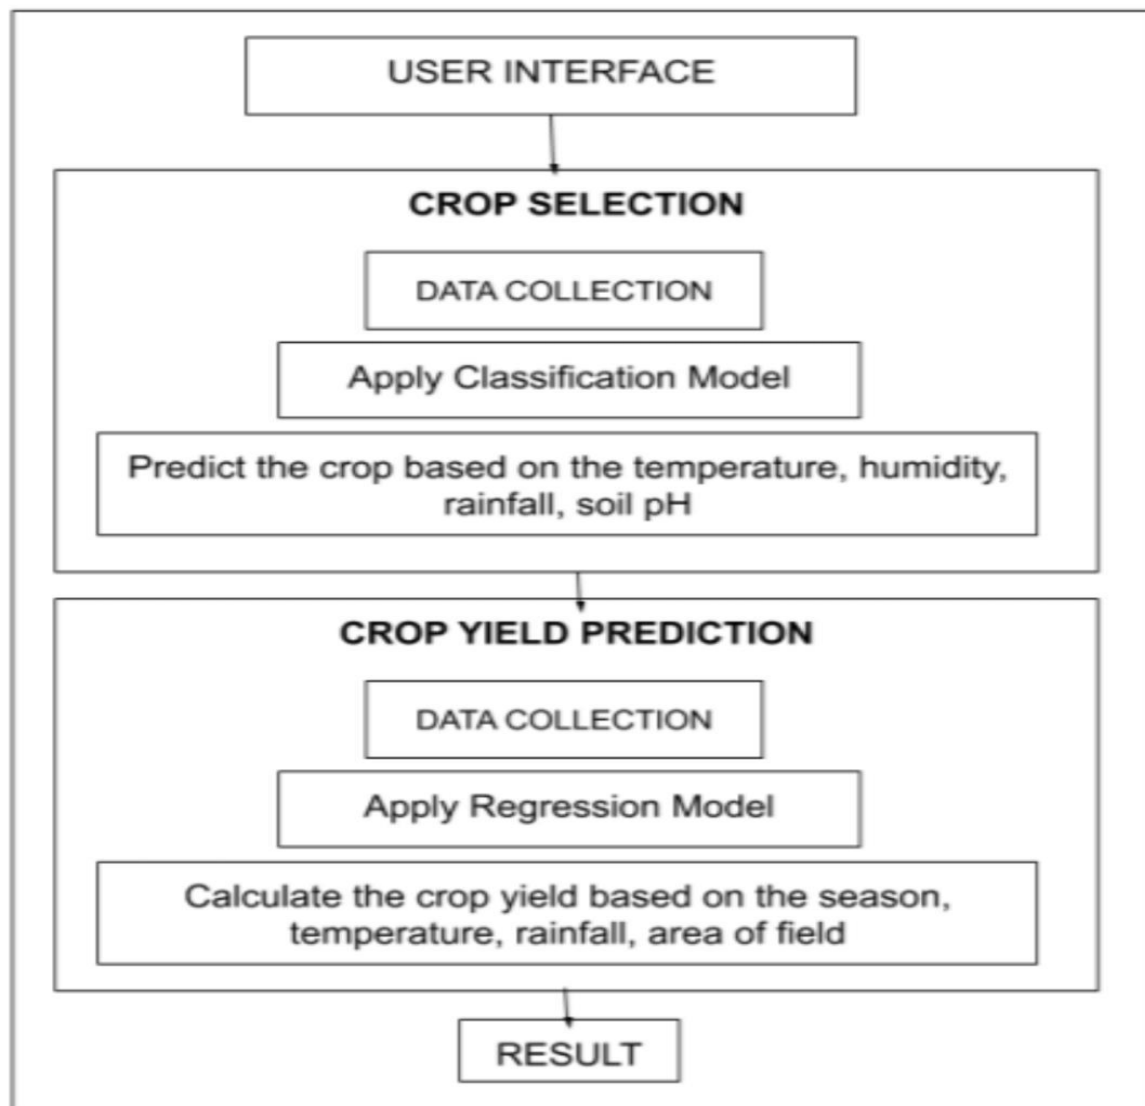 USER INTERFACE
CROP SELECTION
DATA COLLECTION
Apply Classification Model
Predict the crop based on the temperature, humidity,
rainfall, soil pH
CROP YIELD PREDICTION
DATA COLLECTION
Apply Regression Model
Calculate the crop yield based on the season,
temperature, rainfall, area of field
RESULT